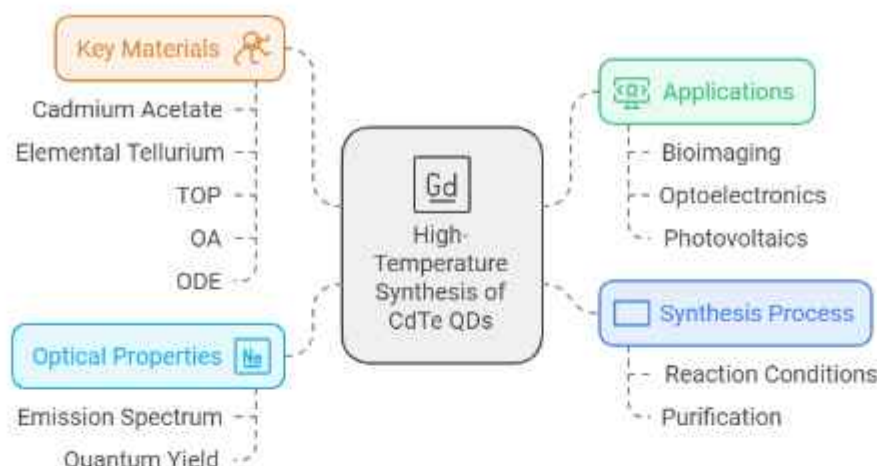 Key Materials
Cadmium Acetate
Elemental Tellurium
TOP
OA
ODE
Optical Properties
Ne
Emission Spectrum
Quantum Yield
Gd
High-
Temperature
Synthesis of
CdTe QDs
Applications
Bioimaging
Optoelectronics
Photovoltaics
Synthesis Process
Reaction Conditions
Purification